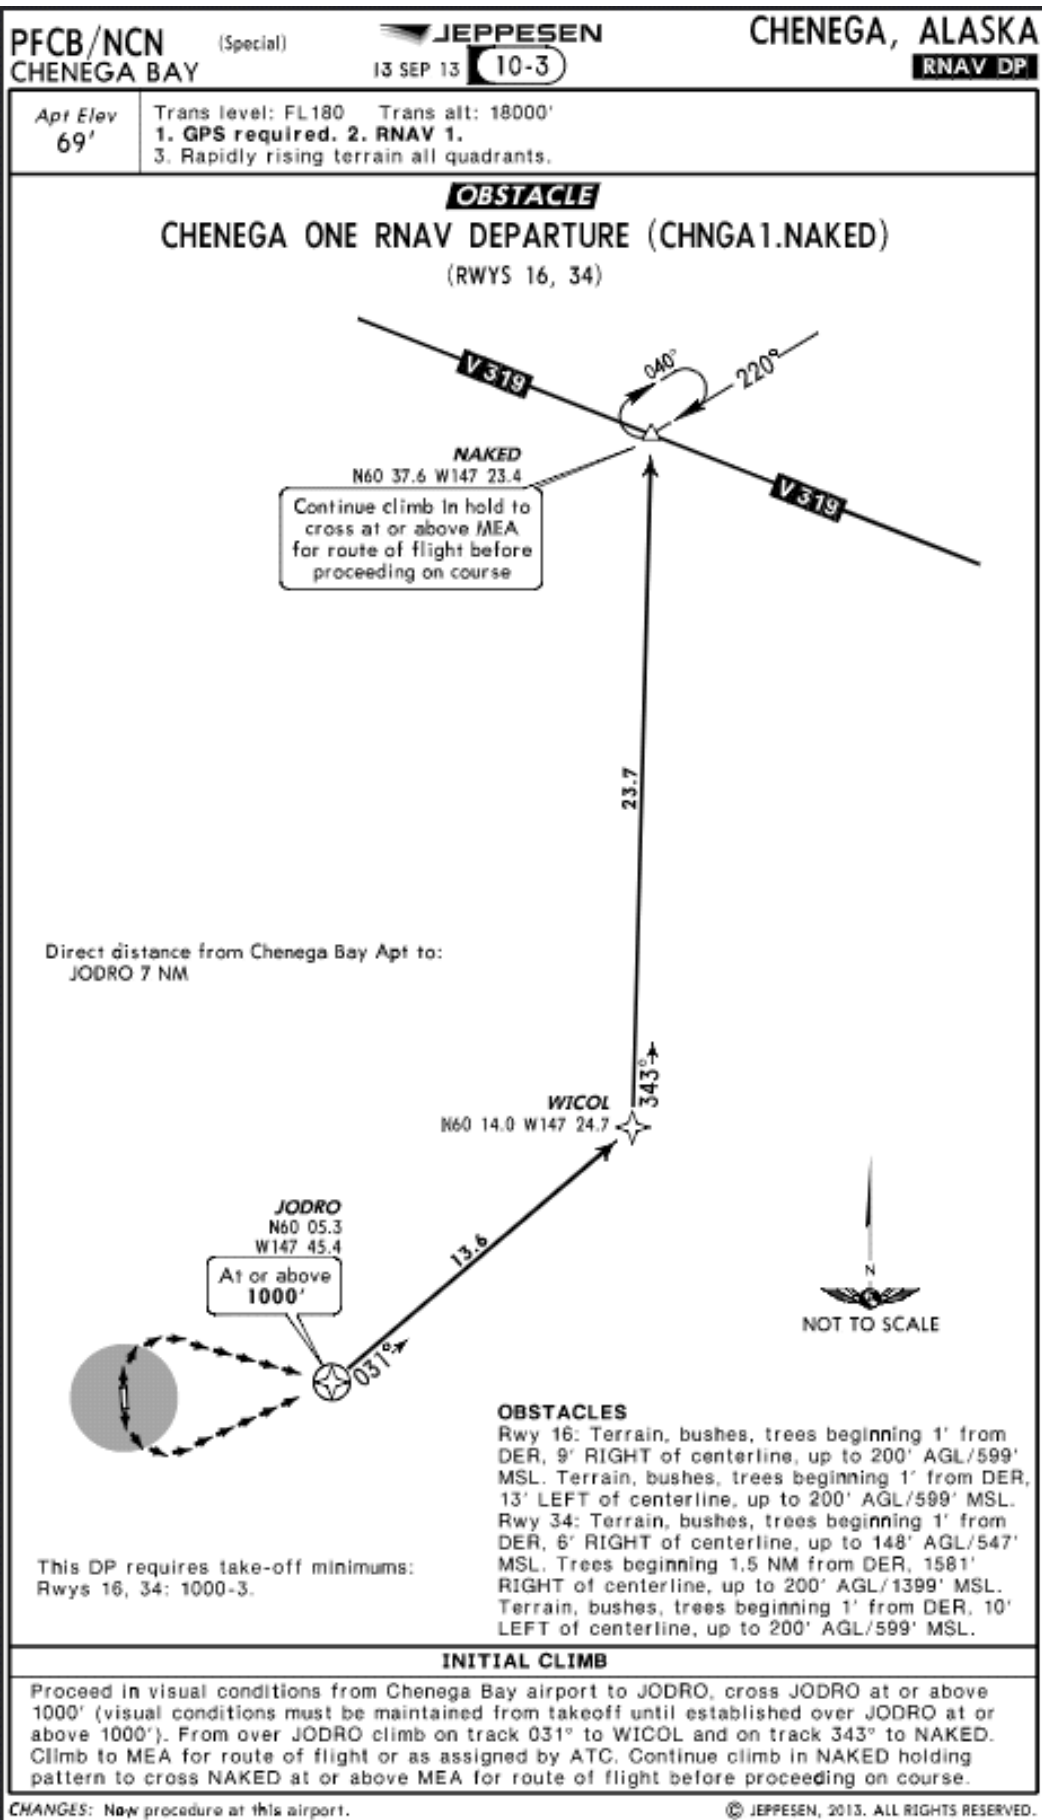 PFCB/NCN (Special) JEPPESEN CHENEGA, ALASKA
CHENEGA BAY 13 SEP 13 10-3 RNAV DP
Apt Elev
69'
Trans level: FL180 Trans alt: 18000'
1. GPS required. 2. RNAV 1.
3. Rapidly rising terrain all quadrants.
OBSTACLE
CHENEGA ONE RNAV DEPARTURE (CHNGA1.NAKED)
(RWYS 16, 34)
V 319
040°
220°
NAKED
N60 37.6 W147 23.4
V 319
Continue climb in hold to
cross at or above MEA
for route of flight before
proceeding on course
23.7
Direct distance from Chenega Bay Apt to:
JODRO 7 NM
343°
WICOL
N60 14.0 W147 24.7
JODRO
N60 05.3
W147 45.4
At or above
1000'
13.6
031°
N
NOT TO SCALE
OBSTACLES
Rwy 16: Terrain, bushes, trees beginning 1' from
DER, 9' RIGHT of centerline, up to 200' AGL/599'
MSL. Terrain, bushes, trees beginning 1' from DER,
13' LEFT of centerline, up to 200' AGL/599' MSL.
Rwy 34: Terrain, bushes, trees beginning 1' from
DER, 6' RIGHT of centerline, up to 148' AGL/547'
MSL. Trees beginning 1.5 NM from DER, 1581'
RIGHT of centerline, up to 200' AGL/1399' MSL.
Terrain, bushes, trees beginning 1' from DER, 10'
LEFT of centerline, up to 200' AGL/599' MSL.
This DP requires take-off minimums:
Rwys 16, 34: 1000-3.
INITIAL CLIMB
Proceed in visual conditions from Chenega Bay airport to JODRO, cross JODRO at or above
1000' (visual conditions must be maintained from takeoff until established over JODRO at or
above 1000'). From over JODRO climb on track 031° to WICOL and on track 343° to NAKED.
Climb to MEA for route of flight or as assigned by ATC. Continue climb in NAKED holding
pattern to cross NAKED at or above MEA for route of flight before proceeding on course.
CHANGES: New procedure at this airport. © JEPPESEN, 2013. ALL RIGHTS RESERVED.